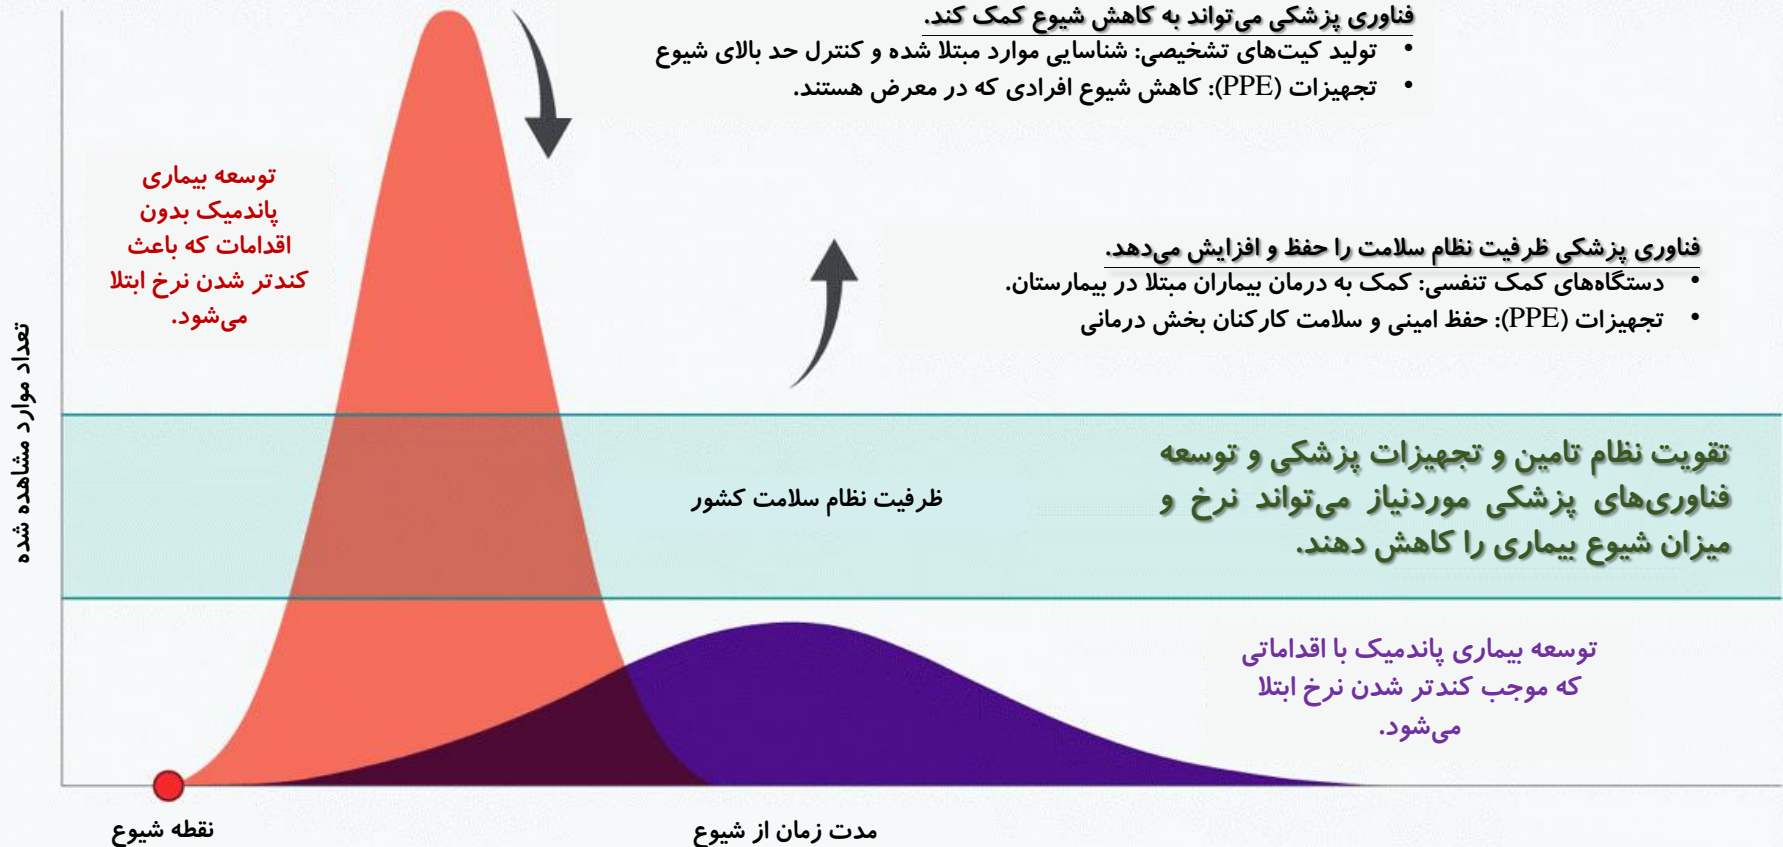 فناوری پزشکی می‌تواند به کاهش شیوع کمک کند.
• تولید کیت‌های تشخیصی: شناسایی موارد مبتلا شده و کنترل حد بالای شیوع
• تجهیزات (PPE): کاهش شیوع افرادی که در معرض هستند.
توسعه بیماری
پاندمیک بدون
اقدامات که باعث
کندتر شدن نرخ ابتلا
می‌شود.
فناوری پزشکی ظرفیت نظام سلامت را حفظ و افزایش می‌دهد.
• دستگاه‌های کمک تنفسی: کمک به درمان بیماران مبتلا در بیمارستان.
• تجهیزات (PPE): حفظ امینی و سلامت کارکنان بخش درمانی
تعداد موارد مشاهده شده
تقویت نظام تامین و تجهیزات پزشکی و توسعه
فناوری‌های پزشکی موردنیاز می‌تواند نرخ و
میزان شیوع بیماری را کاهش دهند.
ظرفیت نظام سلامت کشور
توسعه بیماری پاندمیک با اقداماتی
که موجب کندتر شدن نرخ ابتلا
می‌شود.
مدت زمان از شیوع
نقطه شیوع